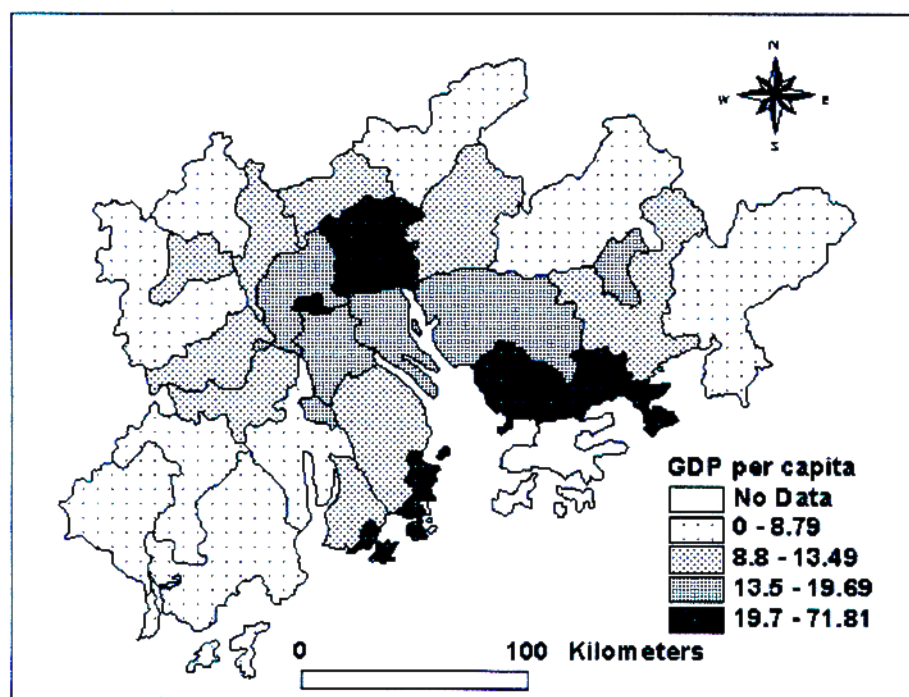 N
W E
S
GDP per capita
No Data
0 - 8.79
8.8 - 13.49
13.5 - 19.69
19.7 - 71.81
0 100 Kilometers